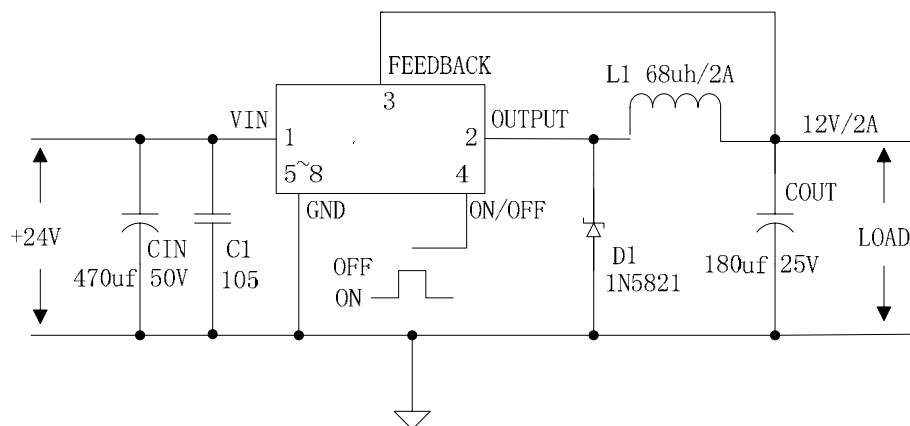 FEEDBACK
L1 68uh/2A
3
VIN
OUTPUT
12V/2A
1
2
5~8
4
GND
ON/OFF
COUT
+24V
CIN
C1
OFF
D1
LOAD
470uf 50V
105
ON
1N5821
180uf 25V